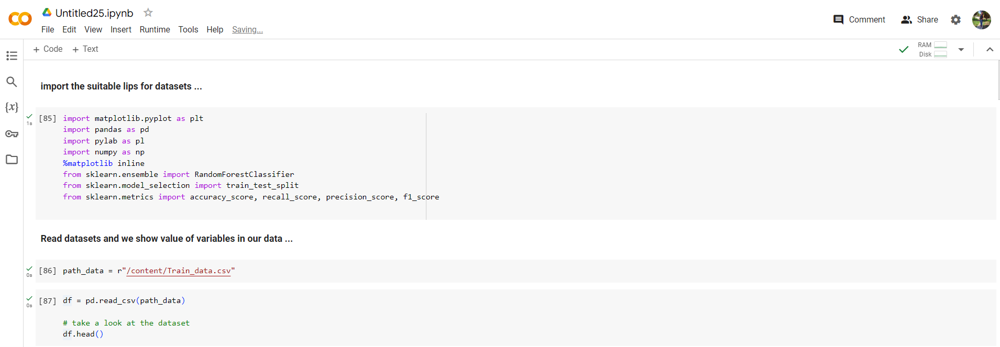 Untitled25.ipynb
File Edit View Insert Runtime Tools Help Saving...
Comment Share
+ Code + Text
RAM
Disk
import the suitable lips for datasets ...
1s
[85] import matplotlib.pyplot as plt
import pandas as pd
import pylab as pl
import numpy as np
%matplotlib inline
from sklearn.ensemble import RandomForestClassifier
from sklearn.model_selection import train_test_split
from sklearn.metrics import accuracy_score, recall_score, precision_score, f1_score
Read datasets and we show value of variables in our data ...
0s
[86] path_data = r"/content/Train_data.csv"
0s
[87] df = pd.read_csv(path_data)
# take a look at the dataset
df.head()